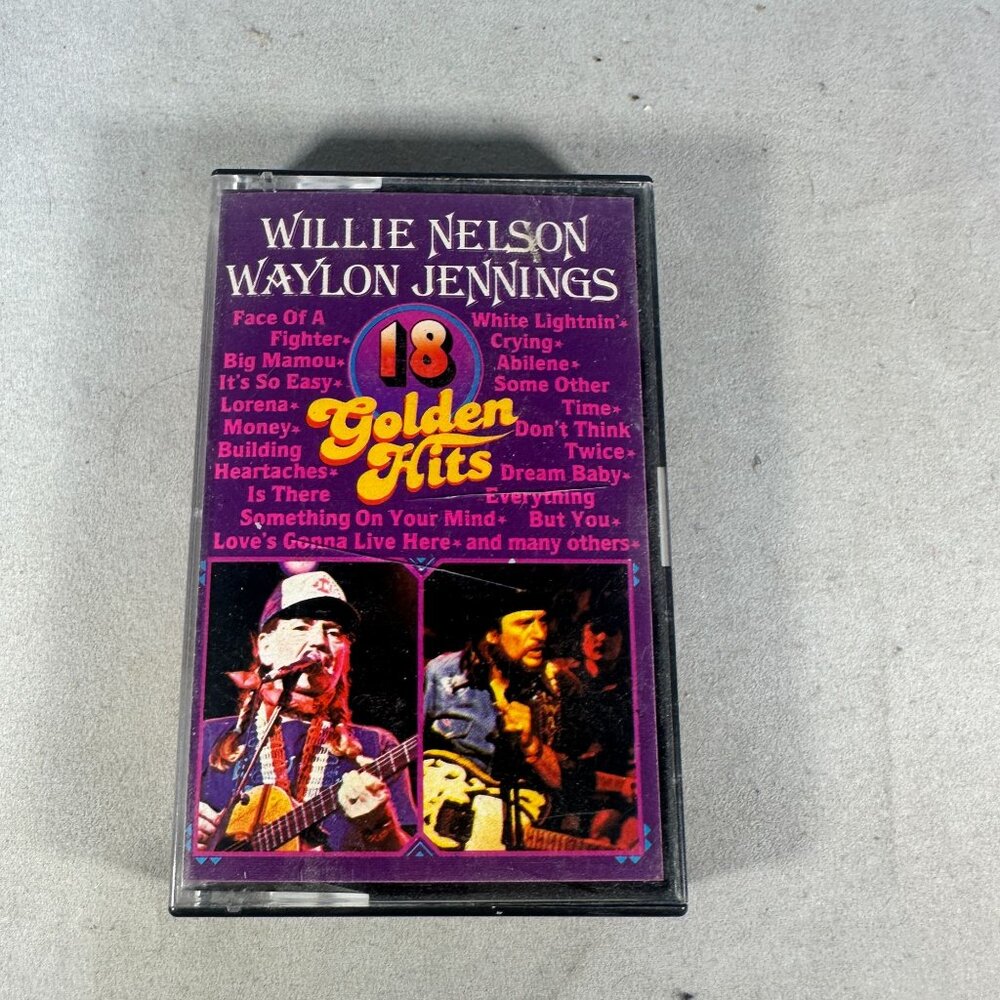 WILLIE NELSON
WAYLON JENNINGS
Face Of A
Fighter★
Big Mamou★
It's So Easy★
Lorena★
Money★
Building
Heartaches★
Is There
Something On Your Mind★
Love's Gonna Live Here★
18
Golden
Hits
White Lightnin'★
Crying★
Abilene★
Some Other
Time★
Don't Think
Twice★
Dream Baby★
Everything
But You★
and many others★